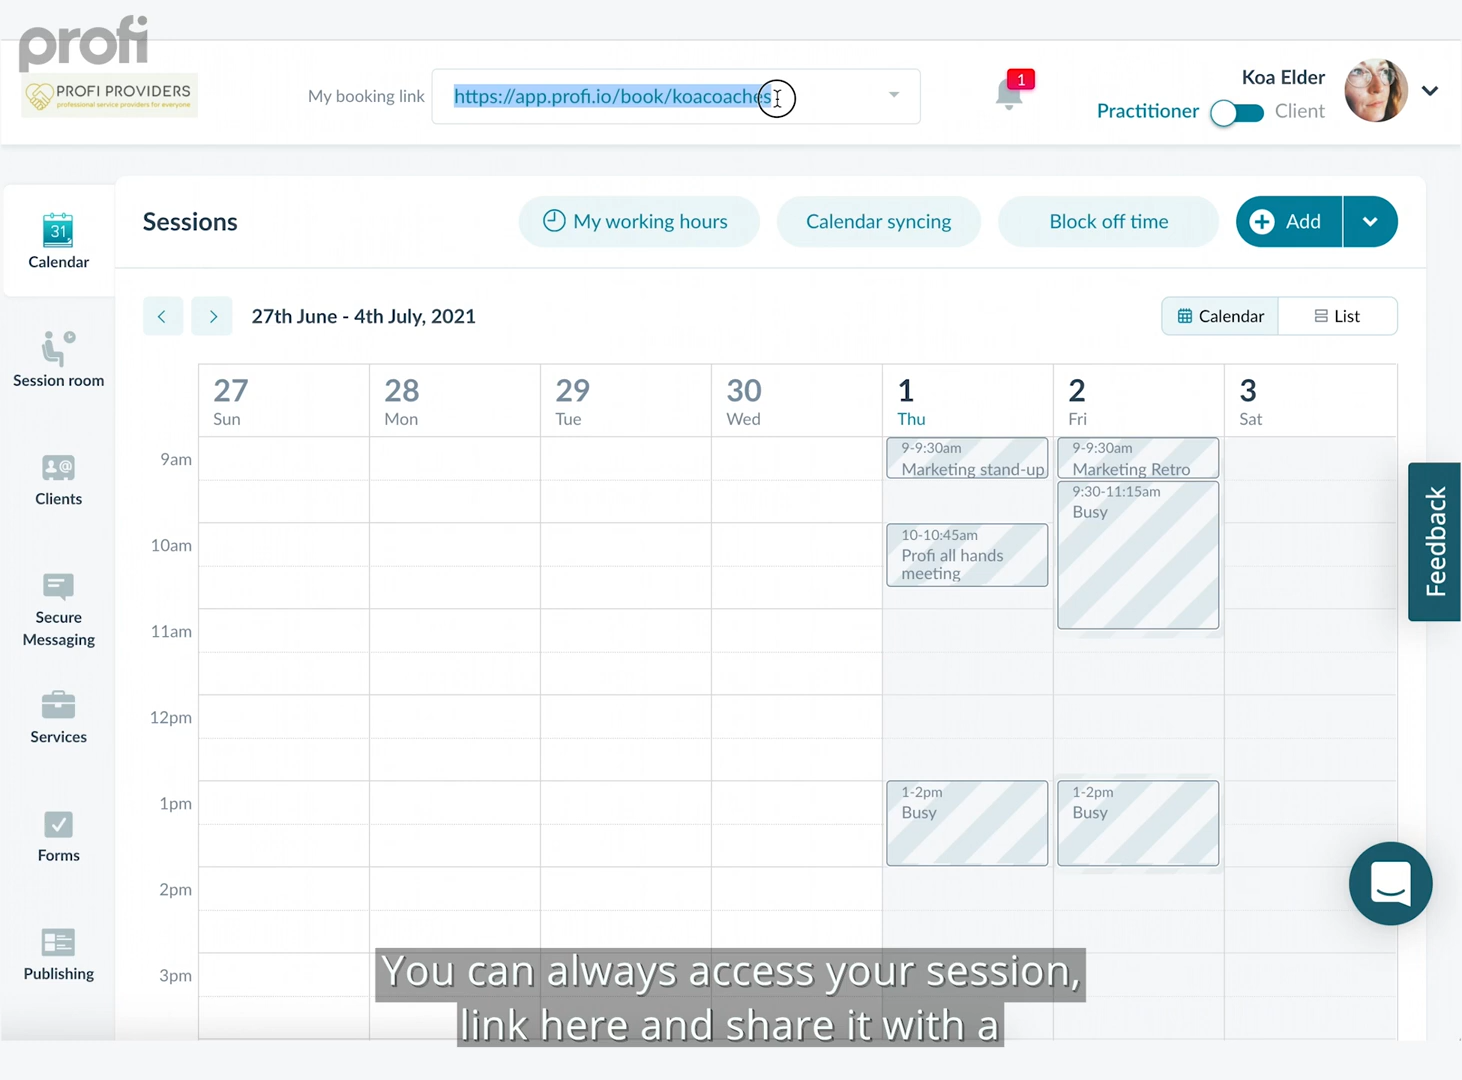 profi
PROFI PROVIDERS
professional service providers for everyone
My booking link
https://app.profi.io/book/koacoaches
1
Koa Elder
Practitioner
Client
31
Calendar
Session room
Clients
Secure
Messaging
Services
Forms
Publishing
Sessions
My working hours
Calendar syncing
Block off time
Add
27th June - 4th July, 2021
Calendar
List
27
Sun
28
Mon
29
Tue
30
Wed
1
Thu
2
Fri
3
Sat
9am
10am
11am
12pm
1pm
2pm
3pm
9-9:30am
Marketing stand-up
10-10:45am
Profi all hands
meeting
1-2pm
Busy
9-9:30am
Marketing Retro
9:30-11:15am
Busy
1-2pm
Busy
Feedback
You can always access your session,
link here and share it with a